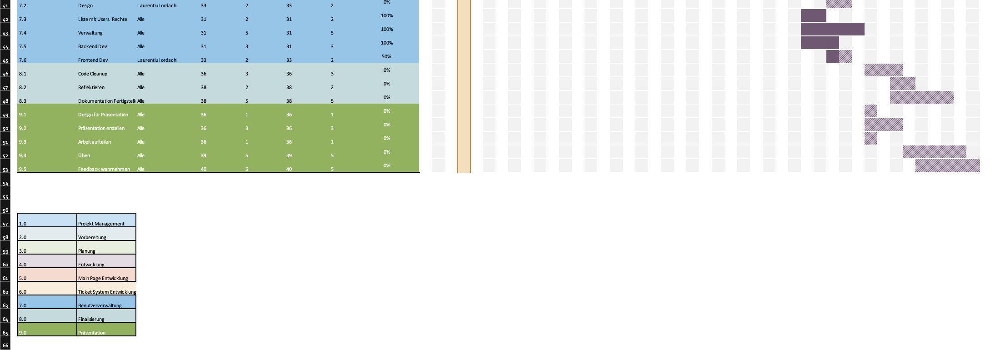 41 7.2 Design Laurentiu Iordachi 33 2 33 2 0%
42 7.3 Liste mit Users. Rechte Alle 31 2 31 2 100%
43 7.4 Verwaltung Alle 31 5 31 5 100%
44 7.5 Backend Dev Alle 31 3 31 3 100%
45 7.6 Frontend Dev Laurentiu Iordachi 33 2 33 2 50%
46 8.1 Code Cleanup Alle 36 3 36 3 0%
47 8.2 Reflektieren Alle 38 2 38 2 0%
48 8.3 Dokumentation Fertigstelle Alle 38 5 38 5 0%
49 9.1 Design für Präsentation Alle 36 1 36 1 0%
50 9.2 Präsentation erstellen Alle 36 3 36 3 0%
51 9.3 Arbeit aufteilen Alle 36 1 36 1 0%
52 9.4 Üben Alle 39 5 39 5 0%
53 9.5 Feedback wahrnehmen Alle 40 5 40 5 0%
54
55
56
57 1.0 Projekt Management
58 2.0 Vorbereitung
59 3.0 Planung
60 4.0 Entwicklung
61 5.0 Main Page Entwicklung
62 6.0 Ticket System Entwicklung
63 7.0 Benutzerverwaltung
64 8.0 Finalisierung
65 9.0 Präsentation
66